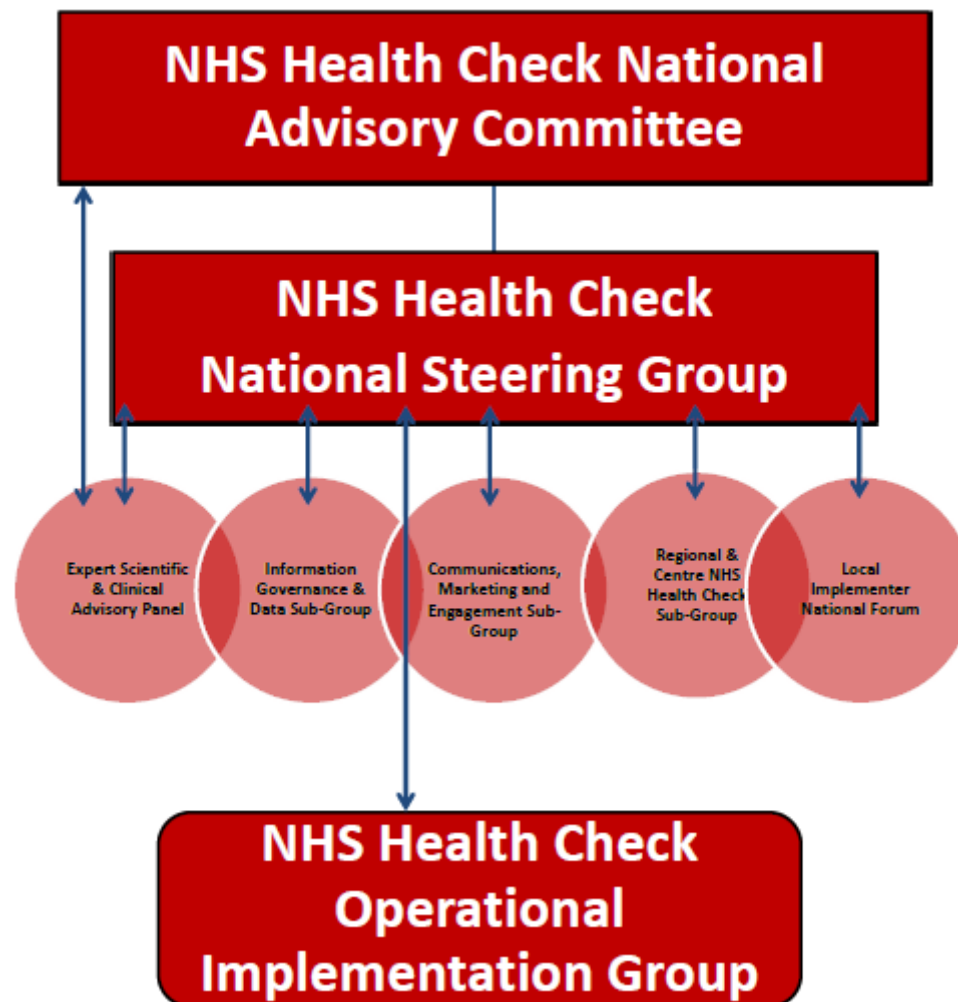 NHS Health Check National
Advisory Committee
NHS Health Check
National Steering Group
Expert Scientific
& Clinical
Advisory Panel
Information
Governance &
Data Sub-Group
Communications,
Marketing and
Engagement Sub-
Group
Regional &
Centre NHS
Health Check
Sub-Group
Local
Implementer
National Forum
NHS Health Check
Operational
Implementation Group